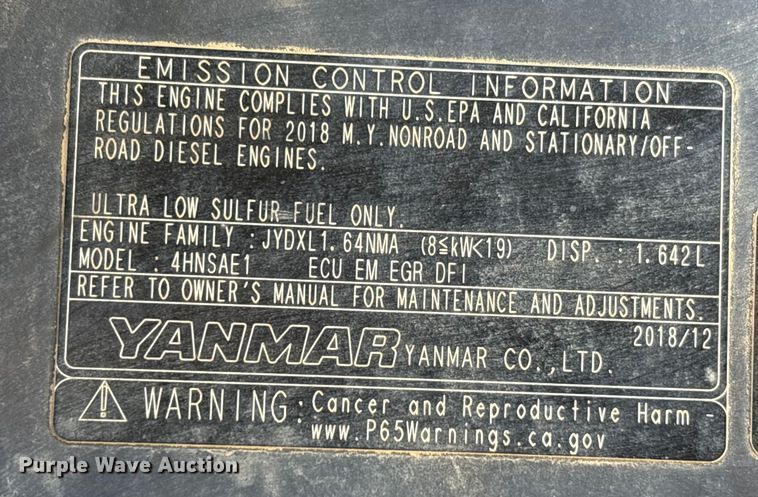 EMISSION CONTROL INFORMATION
THIS ENGINE COMPLIES WITH U.S.EPA AND CALIFORNIA
REGULATIONS FOR 2018 M.Y.NONROAD AND STATIONARY/OFF-
ROAD DIESEL ENGINES.
ULTRA LOW SULFUR FUEL ONLY.
ENGINE FAMILY : JYDXL1.64NMA (8≦kW<19) DISP. : 1.642L
MODEL : 4HNSAE1 ECU EM EGR DFI
REFER TO OWNER'S MANUAL FOR MAINTENANCE AND ADJUSTMENTS.
2018/12
YANMAR YANMAR CO.,LTD.
WARNING: Cancer and Reproductive Harm -
www.P65Warnings.ca.gov
Purple Wave Auction